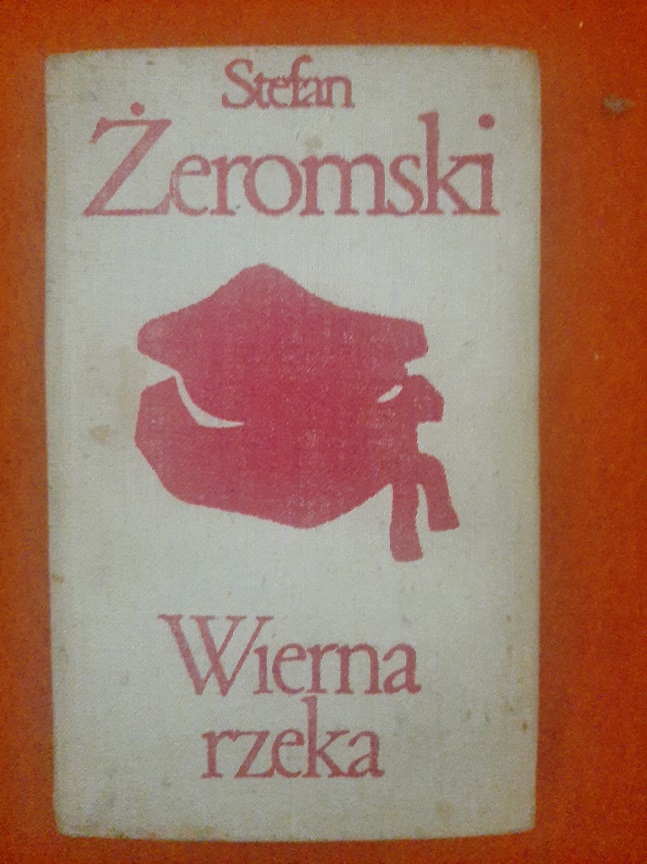 Stefan
Żeromski
Wierna
rzeka